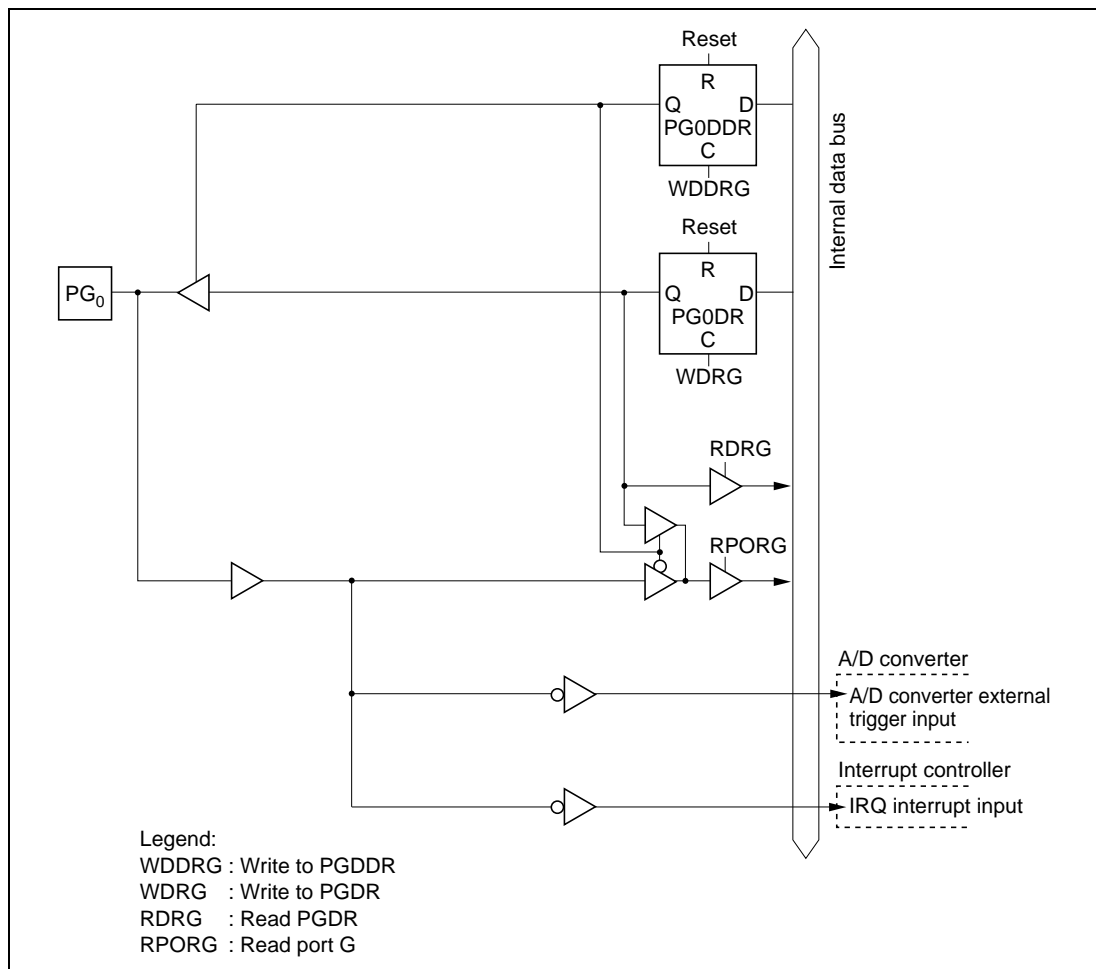 Reset
R
Q D
PG0DDR
C
WDDRG
Internal data bus
Reset
R
PG0
Q D
PG0DR
C
WDRG
RDRG
RPORG
A/D converter
A/D converter external
trigger input
Interrupt controller
IRQ interrupt input
Legend:
WDDRG : Write to PGDDR
WDRG : Write to PGDR
RDRG : Read PGDR
RPORG : Read port G